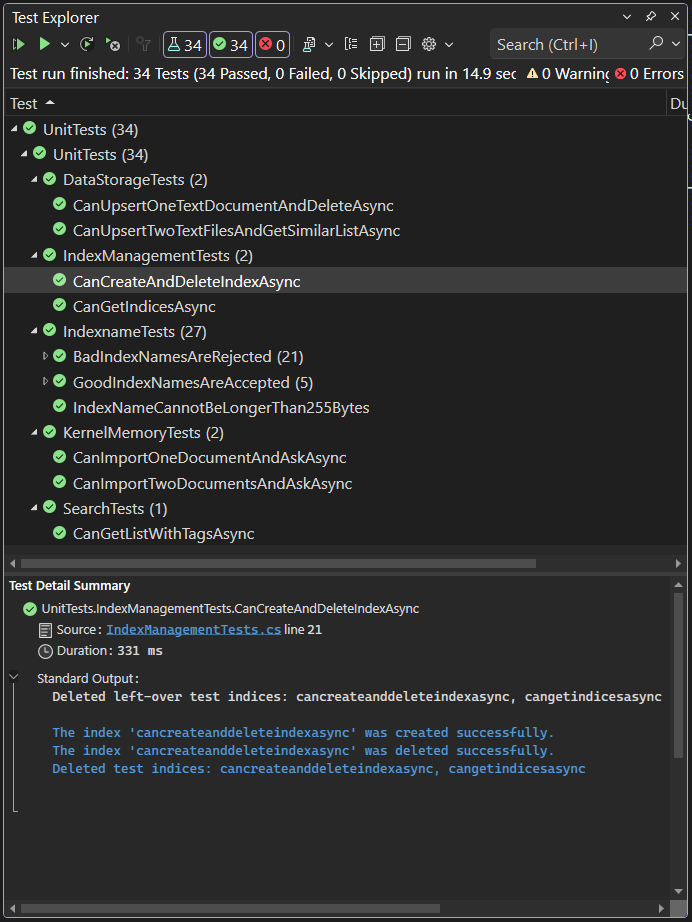 Test Explorer
34 34 0 Search (Ctrl+I)
Test run finished: 34 Tests (34 Passed, 0 Failed, 0 Skipped) run in 14.9 sec 0 Warning 0 Errors
Test Du
UnitTests (34)
UnitTests (34)
DataStorageTests (2)
CanUpsertOneTextDocumentAndDeleteAsync
CanUpsertTwoTextFilesAndGetSimilarListAsync
IndexManagementTests (2)
CanCreateAndDeleteIndexAsync
CanGetIndicesAsync
IndexnameTests (27)
BadIndexNamesAreRejected (21)
GoodIndexNamesAreAccepted (5)
IndexNameCannotBeLongerThan255Bytes
KernelMemoryTests (2)
CanImportOneDocumentAndAskAsync
CanImportTwoDocumentsAndAskAsync
SearchTests (1)
CanGetListWithTagsAsync
Test Detail Summary
UnitTests.IndexManagementTests.CanCreateAndDeleteIndexAsync
Source: IndexManagementTests.cs line 21
Duration: 331 ms
Standard Output:
Deleted left-over test indices: cancreateanddeleteindexasync, cangetindicesasync
The index 'cancreateanddeleteindexasync' was created successfully.
The index 'cancreateanddeleteindexasync' was deleted successfully.
Deleted test indices: cancreateanddeleteindexasync, cangetindicesasync